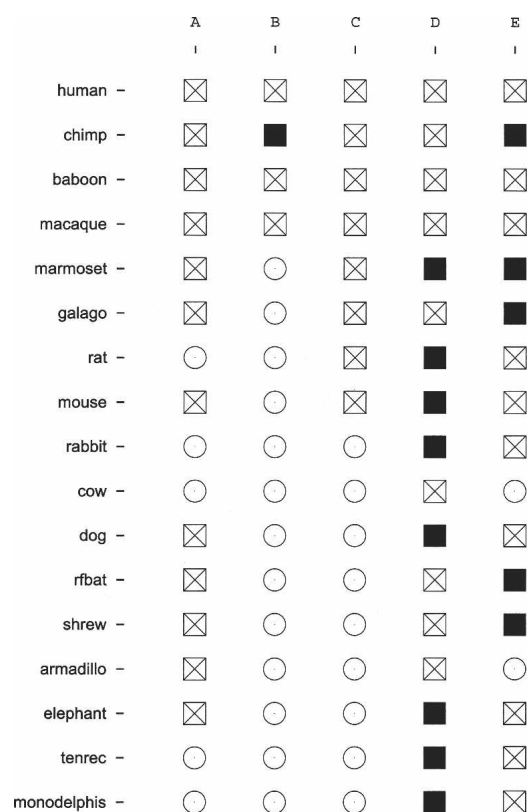 A B C D E
human
chimp
baboon
macaque
marmoset
galago
rat
mouse
rabbit
cow
dog
rfbat
shrew
armadillo
elephant
tenrec
monodelphis